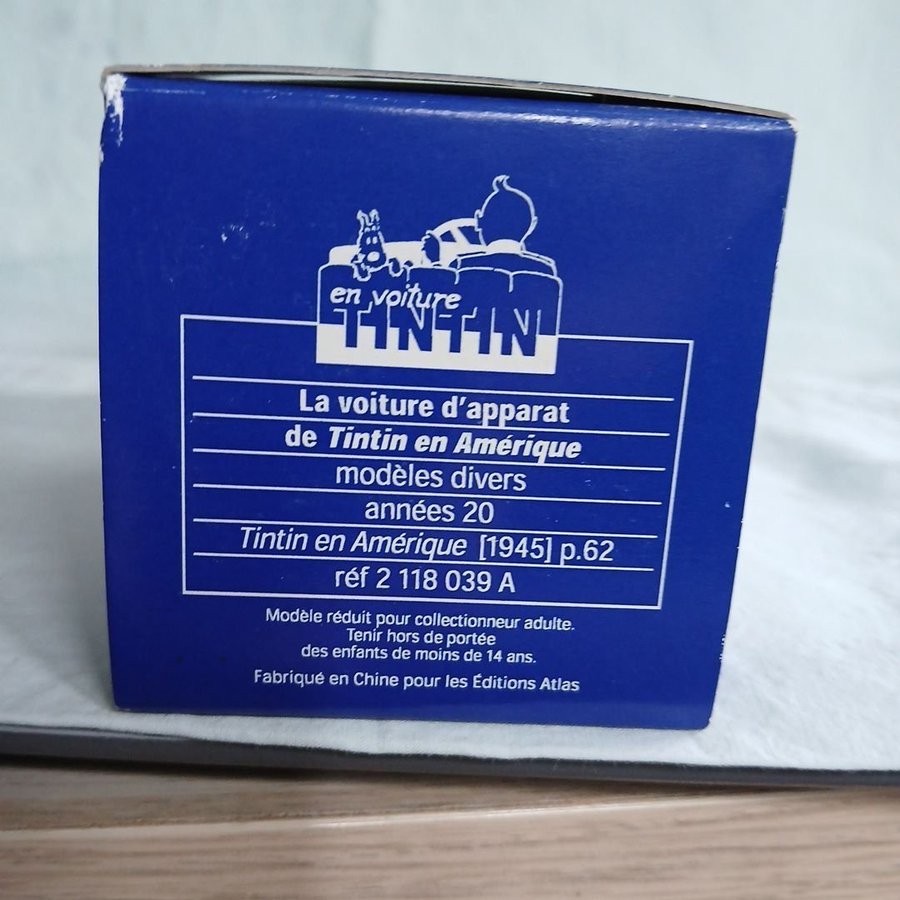 en voiture
TINTIN
La voiture d'apparat
de Tintin en Amérique
modèles divers
années 20
Tintin en Amérique [1945] p.62
réf 2 118 039 A
Modèle réduit pour collectionneur adulte.
Tenir hors de portée
des enfants de moins de 14 ans.
Fabriqué en Chine pour les Éditions Atlas